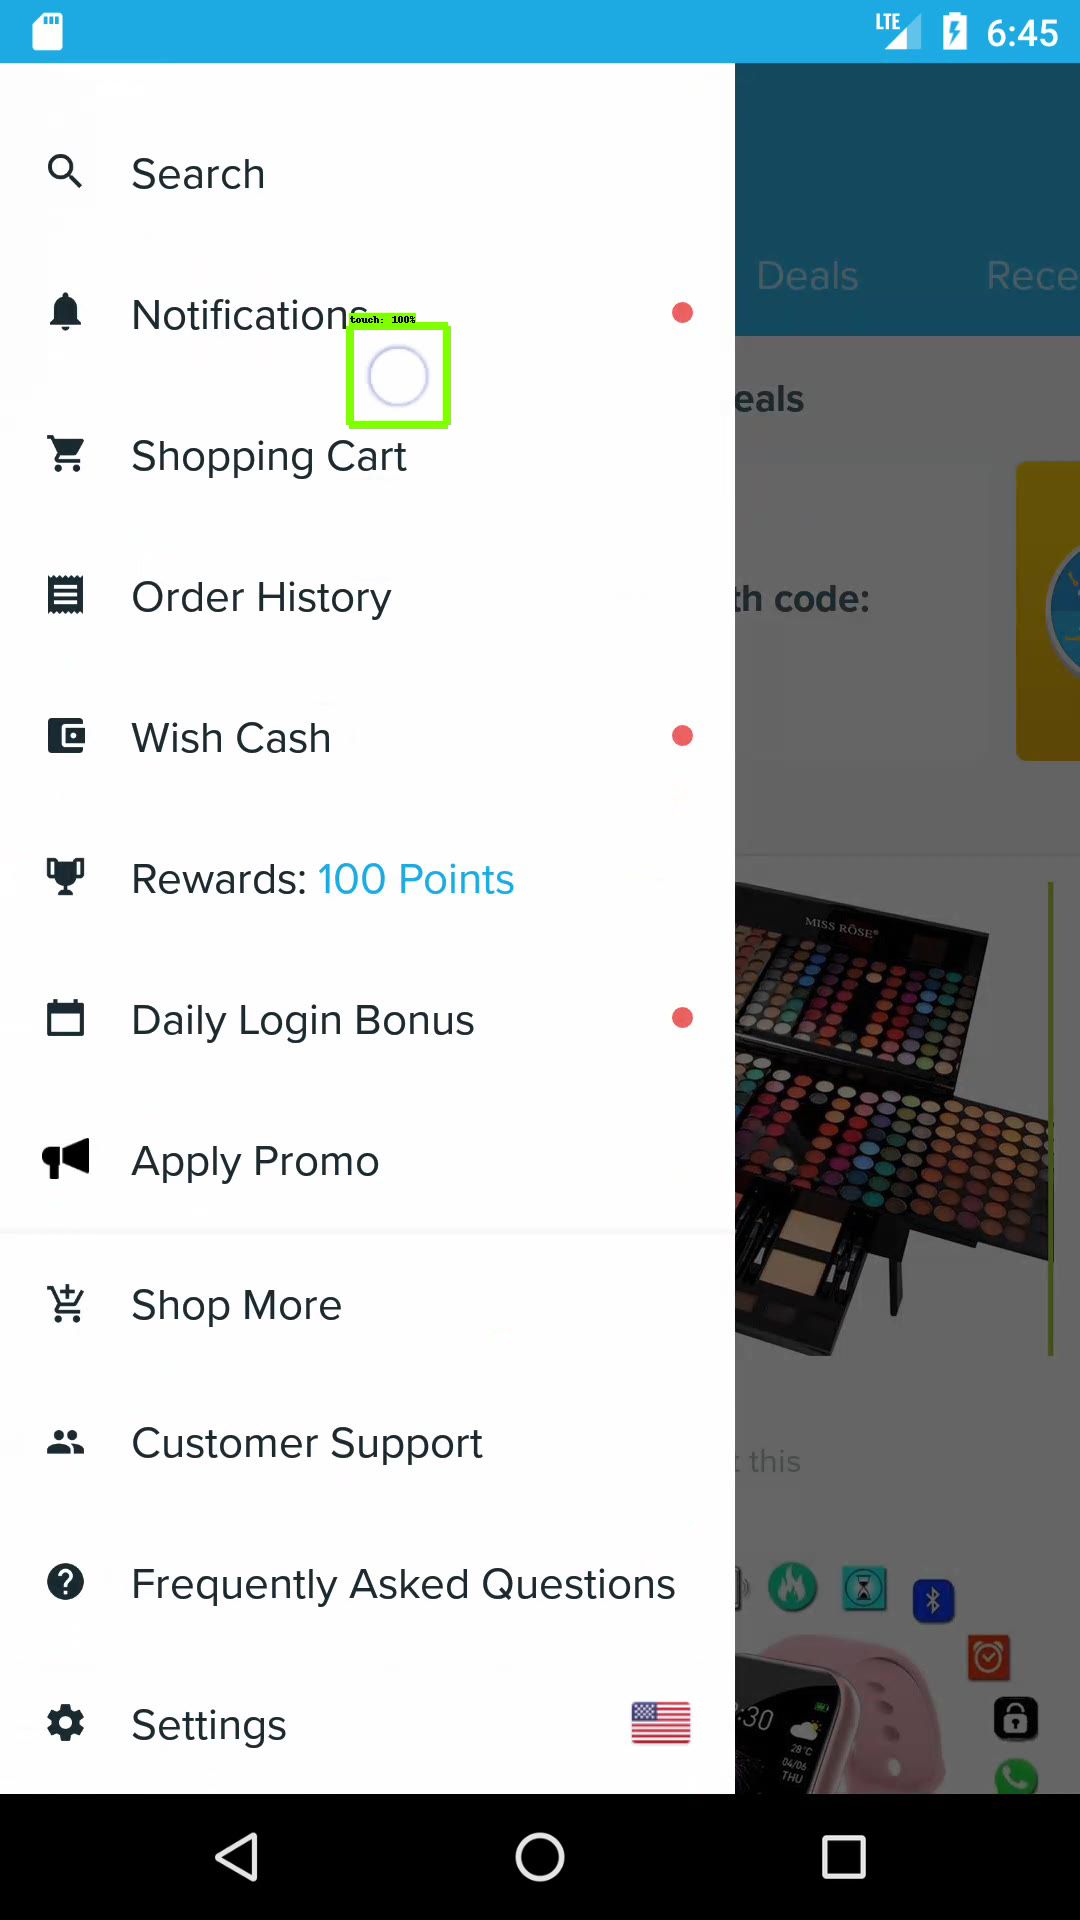 LTE 6:45
Search
Deals
Rece
Notifications
touch: 100%
eals
Shopping Cart
Order History
th code:
Wish Cash
Rewards: 100 Points
MISS RÔSE®
Daily Login Bonus
Apply Promo
Shop More
Customer Support
t this
Frequently Asked Questions
Settings
:30
28°C
04/06
THU